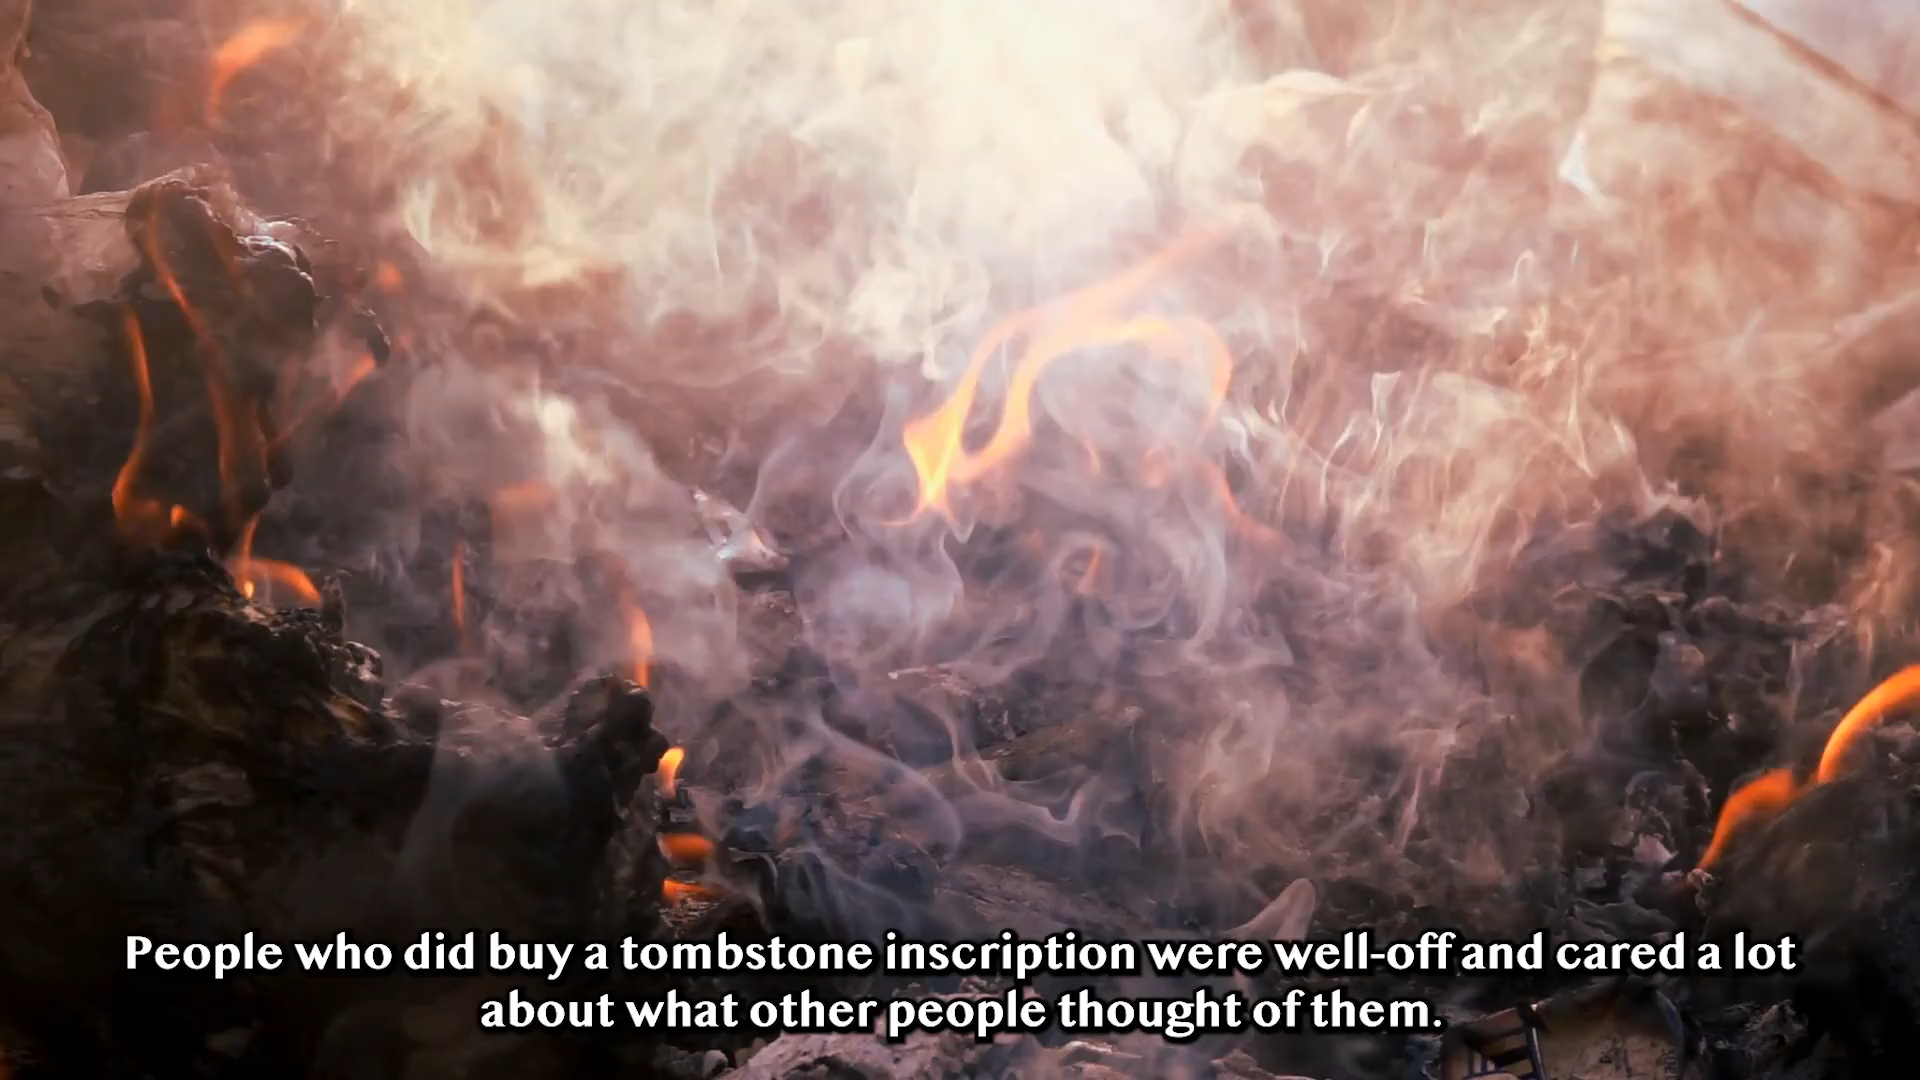 People who did buy a tombstone inscription were well-off and cared a lot
about what other people thought of them.